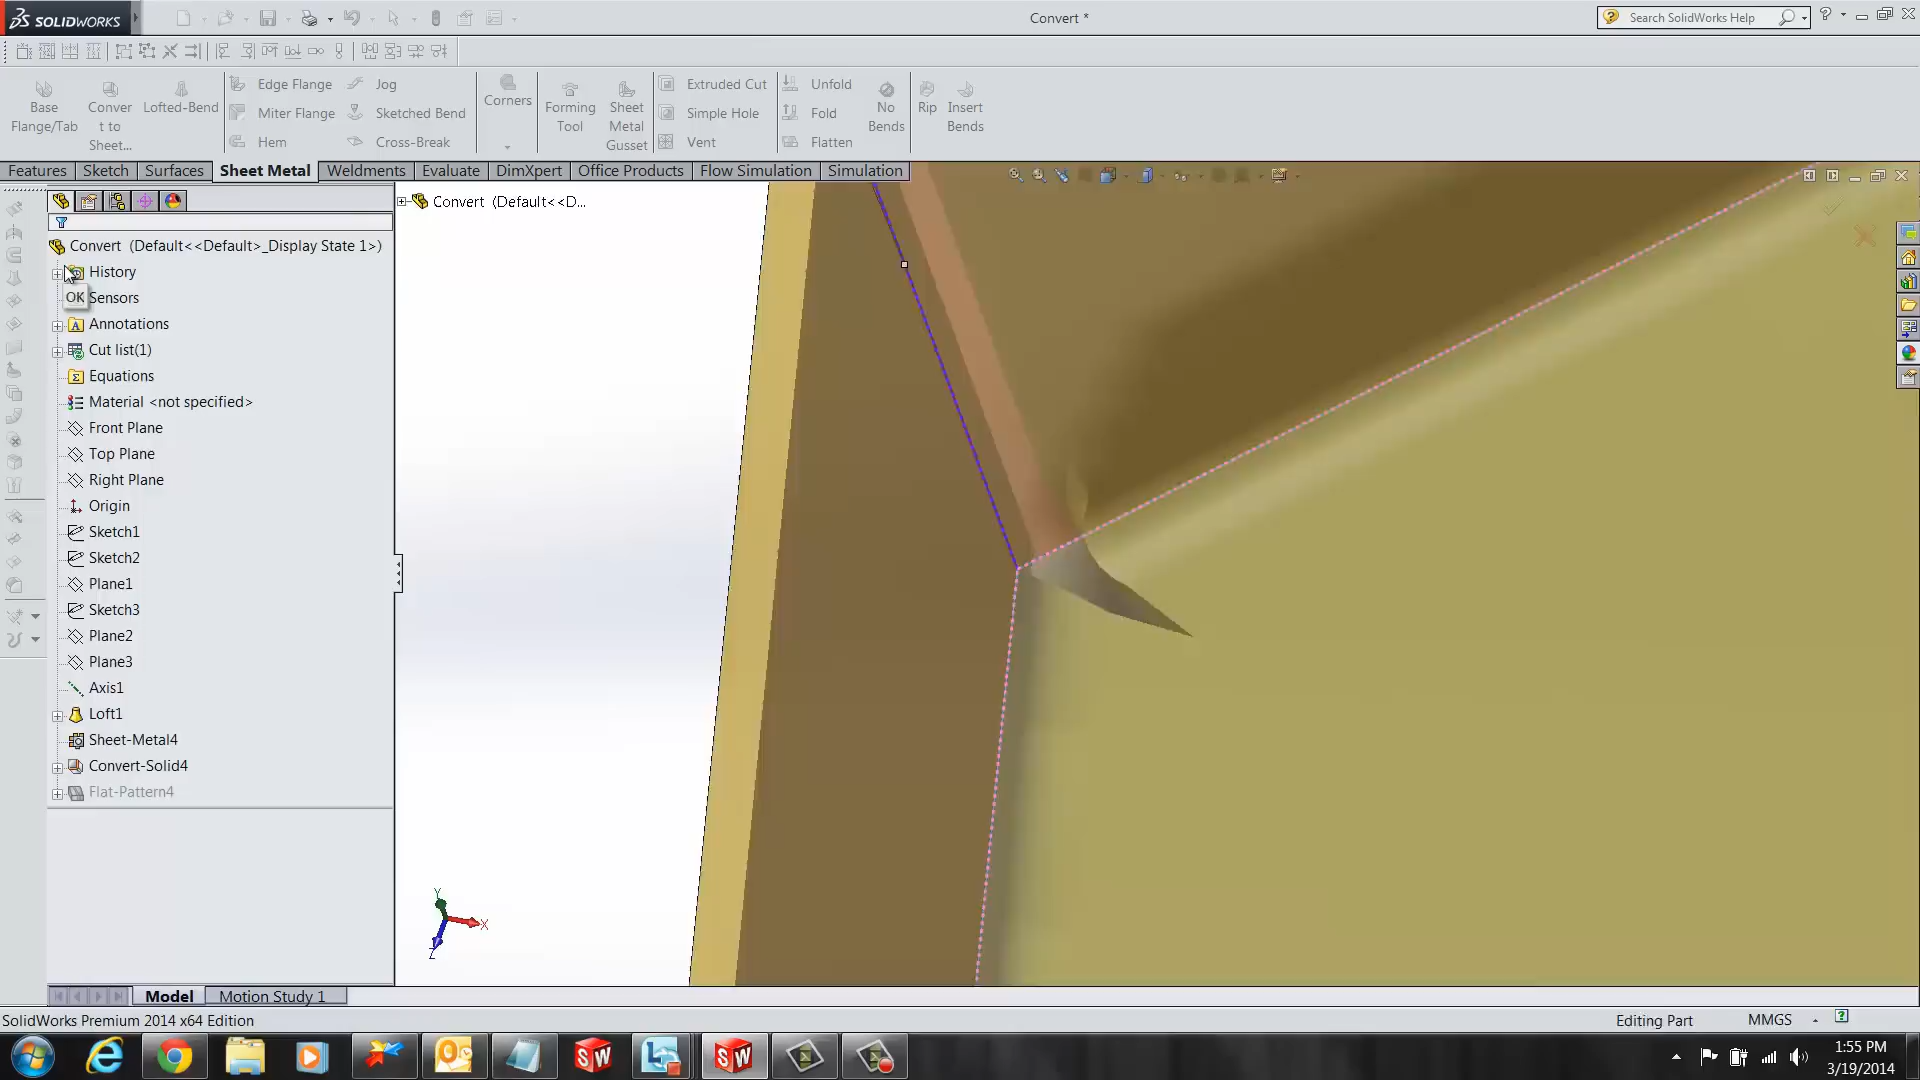 SOLIDWORKS
Convert *
Search SolidWorks Help
Base Flange/Tab
Conver t to Sheet...
Lofted-Bend
Edge Flange
Miter Flange
Hem
Jog
Sketched Bend
Cross-Break
Corners
Forming Tool
Sheet Metal Gusset
Extruded Cut
Simple Hole
Vent
Unfold
Fold
Flatten
No Bends
Rip
Insert Bends
Features Sketch Surfaces Sheet Metal Weldments Evaluate DimXpert Office Products Flow Simulation Simulation
Convert (Default<<D...
Convert (Default<<Default>_Display State 1>)
History
OK
Sensors
Annotations
Cut list(1)
Equations
Material <not specified>
Front Plane
Top Plane
Right Plane
Origin
Sketch1
Sketch2
Plane1
Sketch3
Plane2
Plane3
Axis1
Loft1
Sheet-Metal4
Convert-Solid4
Flat-Pattern4
Y
X
Z
Model Motion Study 1
SolidWorks Premium 2014 x64 Edition
Editing Part MMGS
SW
SW
1:55 PM
3/19/2014